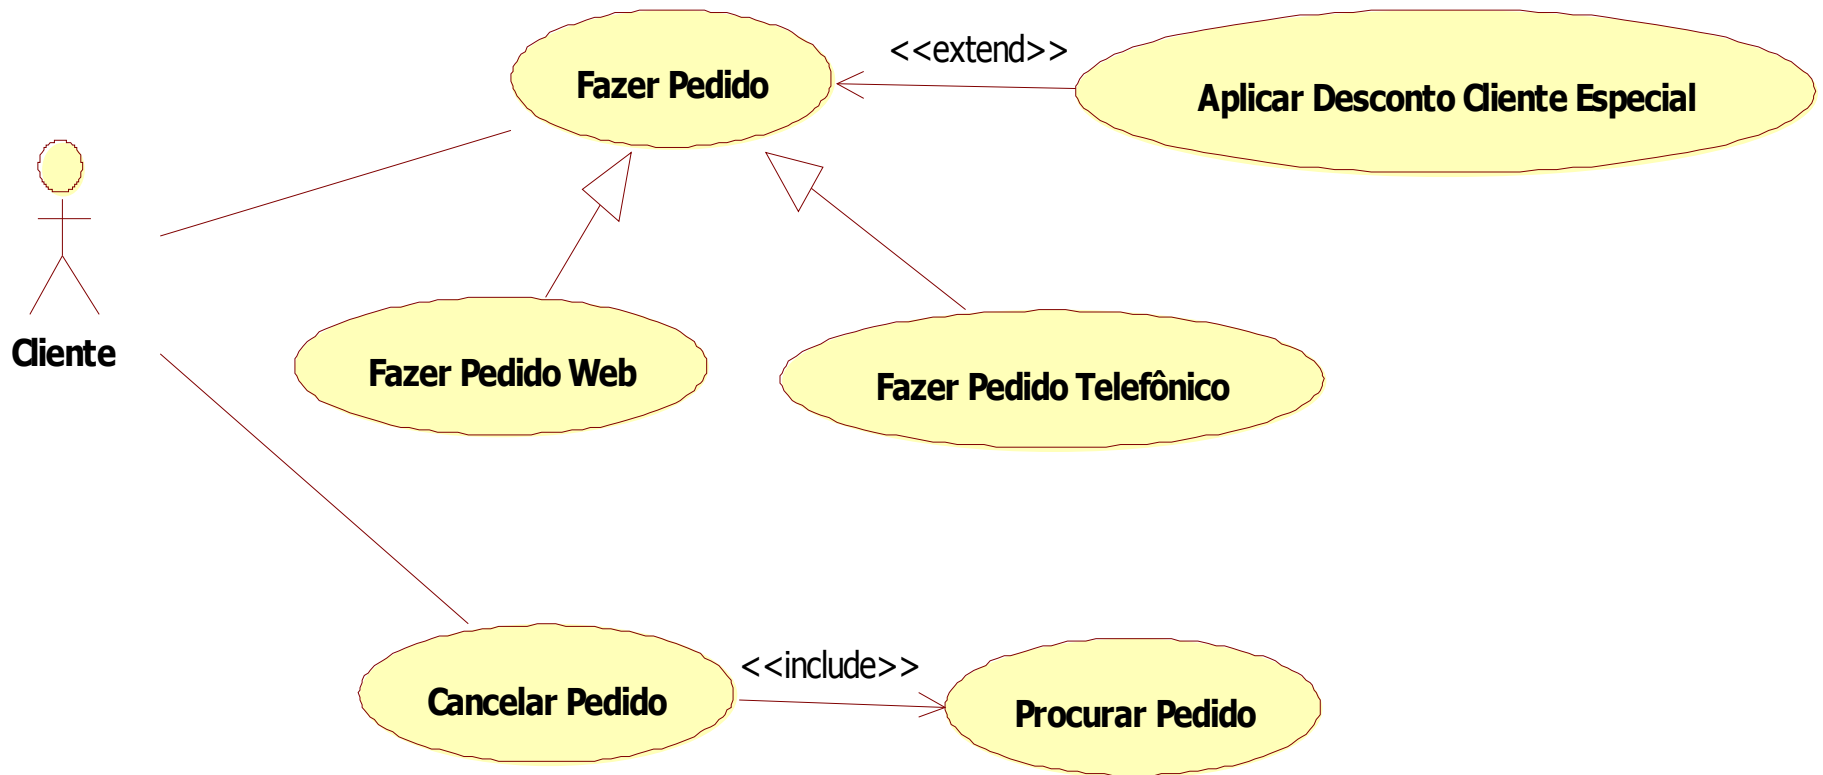 <<extend>>
Fazer Pedido
Aplicar Desconto Cliente Especial
Cliente
Fazer Pedido Web
Fazer Pedido Telefônico
<<include>>
Cancelar Pedido
Procurar Pedido